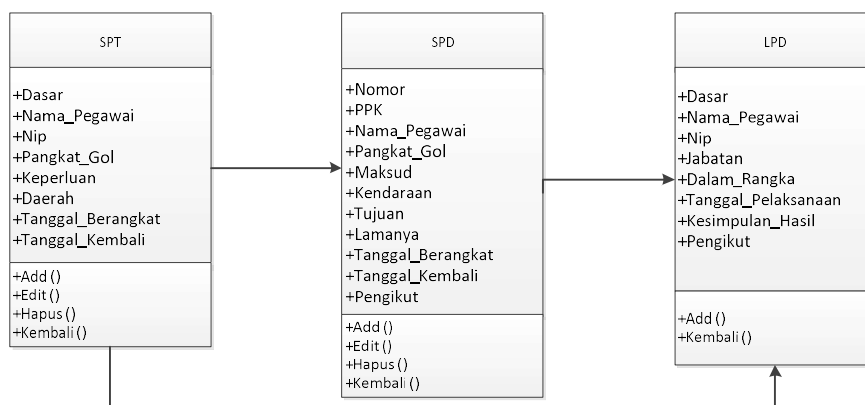 SPT
+Dasar
+Nama_Pegawai
+Nip
+Pangkat_Gol
+Keperluan
+Daerah
+Tanggal_Berangkat
+Tanggal_Kembali
+Add ()
+Edit ()
+Hapus ()
+Kembali ()
SPD
+Nomor
+PPK
+Nama_Pegawai
+Pangkat_Gol
+Maksud
+Kendaraan
+Tujuan
+Lamanya
+Tanggal_Berangkat
+Tanggal_Kembali
+Pengikut
+Add ()
+Edit ()
+Hapus ()
+Kembali ()
LPD
+Dasar
+Nama_Pegawai
+Nip
+Jabatan
+Dalam_Rangka
+Tanggal_Pelaksanaan
+Kesimpulan_Hasil
+Pengikut
+Add ()
+Kembali ()